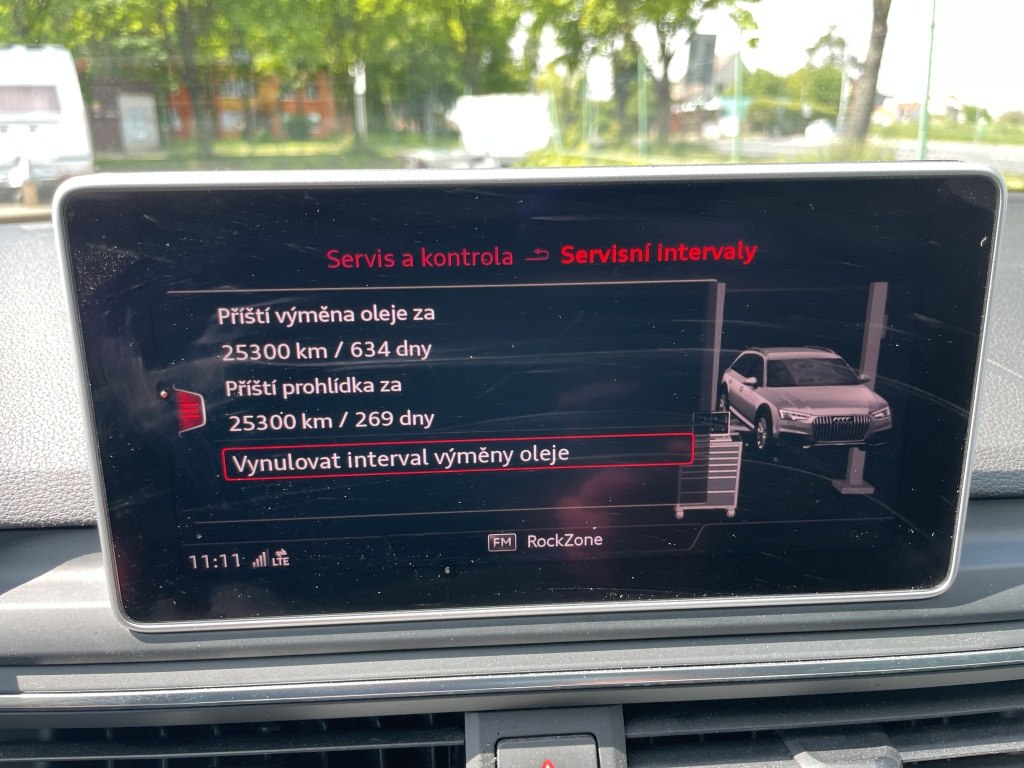 Servis a kontrola Servisní intervaly
Příští výměna oleje za
25300 km / 634 dny
Příští prohlídka za
25300 km / 269 dny
Vynulovat interval výměny oleje
FM RockZone
11:11 LTE